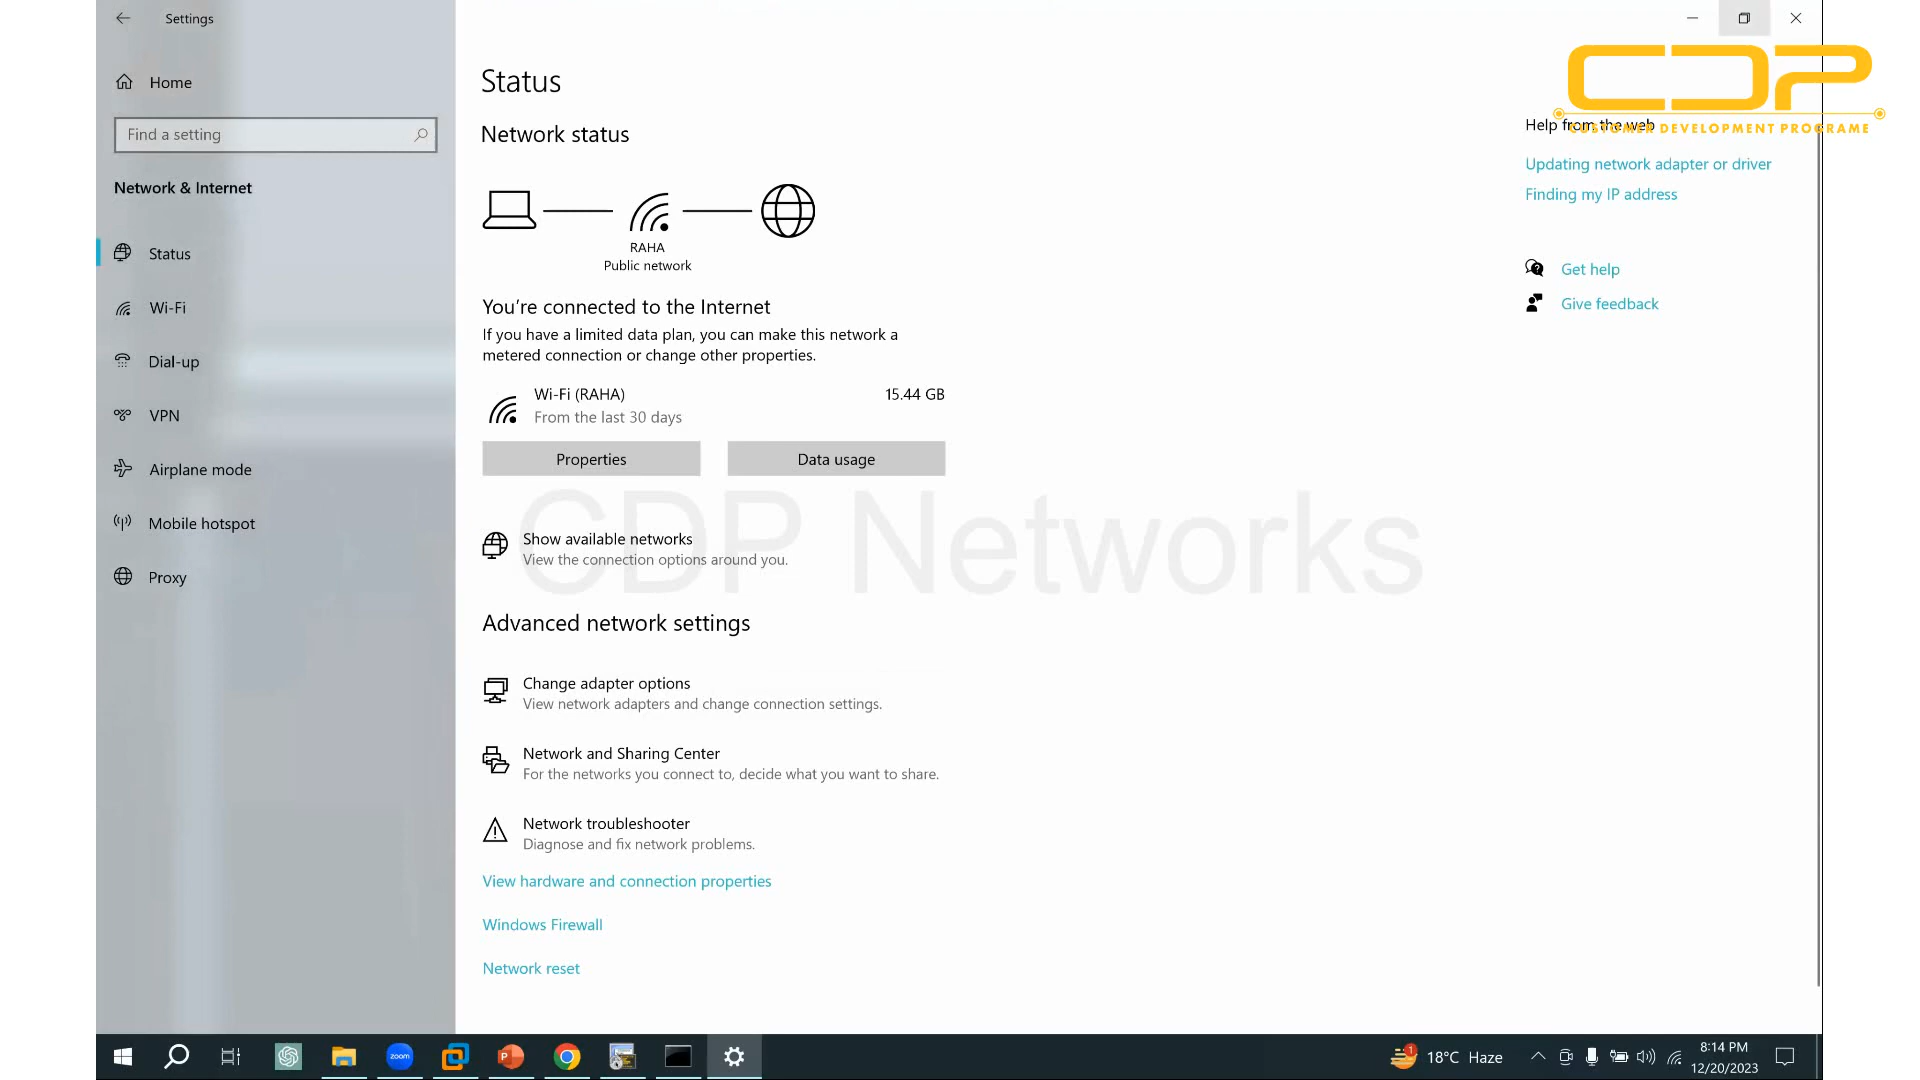 Settings
Home
Find a setting
Network & Internet
Status
Wi-Fi
Dial-up
VPN
Airplane mode
Mobile hotspot
Proxy
Status
Network status
RAHA
Public network
You're connected to the Internet
If you have a limited data plan, you can make this network a
metered connection or change other properties.
Wi-Fi (RAHA)
15.44 GB
From the last 30 days
Properties
Data usage
Show available networks
View the connection options around you.
CDP Networks
Advanced network settings
Change adapter options
View network adapters and change connection settings.
Network and Sharing Center
For the networks you connect to, decide what you want to share.
Network troubleshooter
Diagnose and fix network problems.
View hardware and connection properties
Windows Firewall
Network reset
CDP
CUSTOMER DEVELOPMENT PROGRAME
Help from the web
Updating network adapter or driver
Finding my IP address
Get help
Give feedback
zoom
1
18°C Haze
8:14 PM
12/20/2023